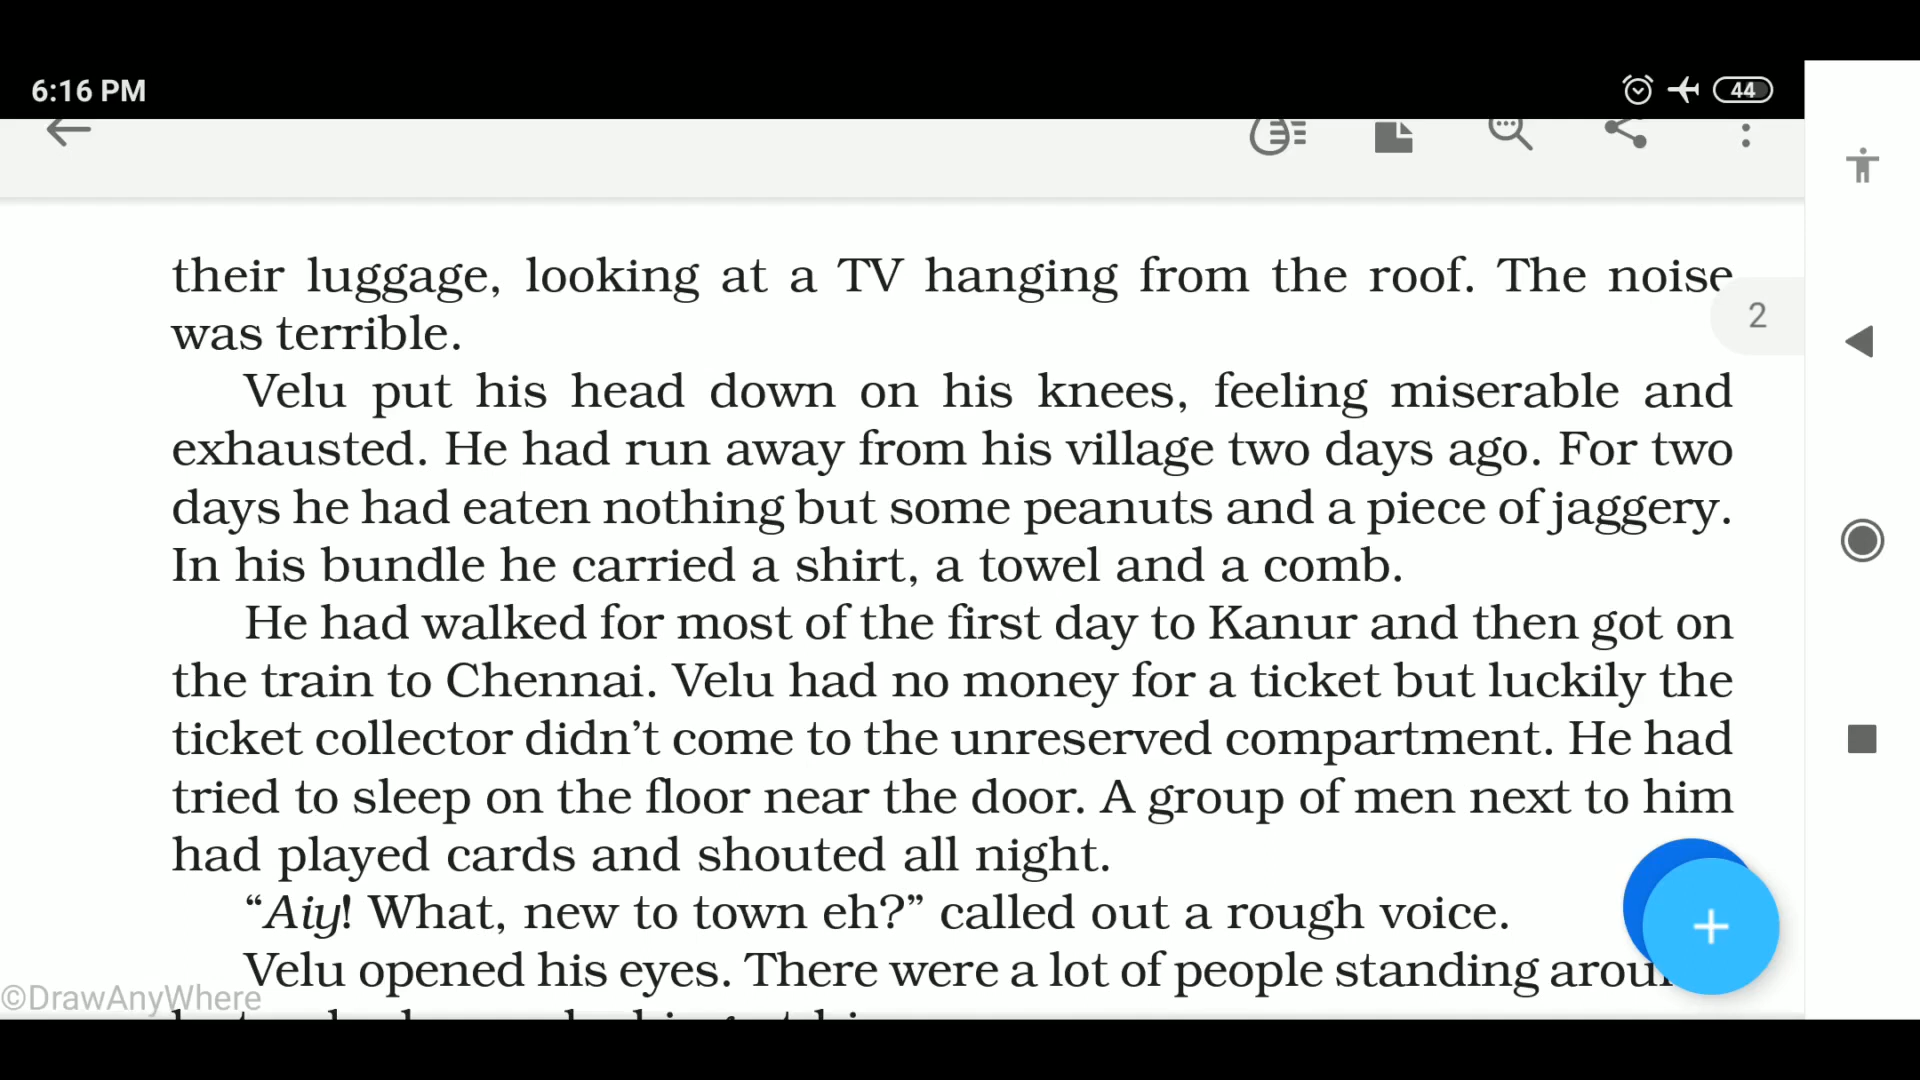 6:16 PM
44
2
their luggage, looking at a TV hanging from the roof. The noise
was terrible.
Velu put his head down on his knees, feeling miserable and
exhausted. He had run away from his village two days ago. For two
days he had eaten nothing but some peanuts and a piece of jaggery.
In his bundle he carried a shirt, a towel and a comb.
He had walked for most of the first day to Kanur and then got on
the train to Chennai. Velu had no money for a ticket but luckily the
ticket collector didn’t come to the unreserved compartment. He had
tried to sleep on the floor near the door. A group of men next to him
had played cards and shouted all night.
“Aiy! What, new to town eh?” called out a rough voice.
Velu opened his eyes. There were a lot of people standing
©DrawAnyWhere